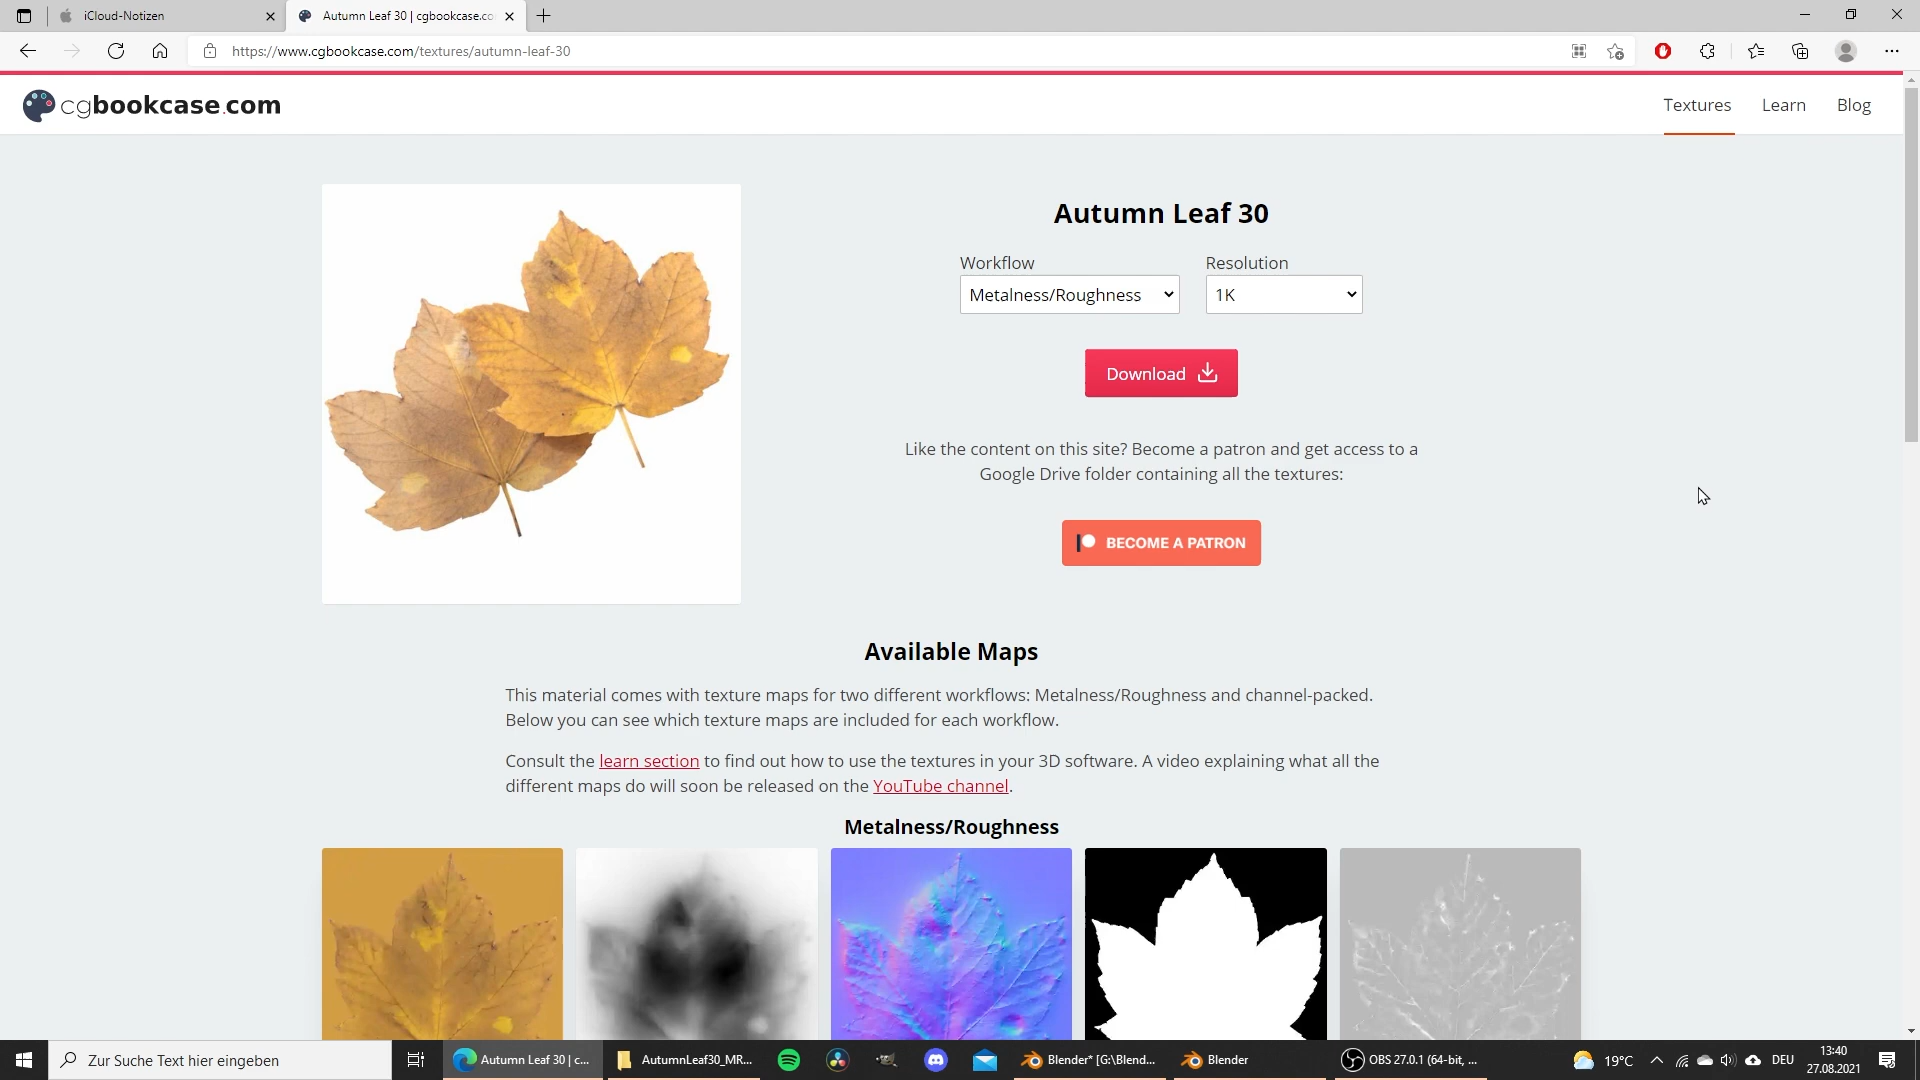 iCloud-Notizen
Autumn Leaf 30 | cgbookcase.co
https://www.cgbookcase.com/textures/autumn-leaf-30
cgbookcase.com
Textures
Learn
Blog
Autumn Leaf 30
Workflow
Resolution
Metalness/Roughness
1K
Download
Like the content on this site? Become a patron and get access to a
Google Drive folder containing all the textures:
BECOME A PATRON
Available Maps
This material comes with texture maps for two different workflows: Metalness/Roughness and channel-packed.
Below you can see which texture maps are included for each workflow.
Consult the learn section to find out how to use the textures in your 3D software. A video explaining what all the
different maps do will soon be released on the YouTube channel.
Metalness/Roughness
Zur Suche Text hier eingeben
Autumn Leaf 30 | c...
AutumnLeaf30_MR...
Blender* [G:\Blend...
Blender
OBS 27.0.1 (64-bit, ...
19°C
DEU
13:40
27.08.2021